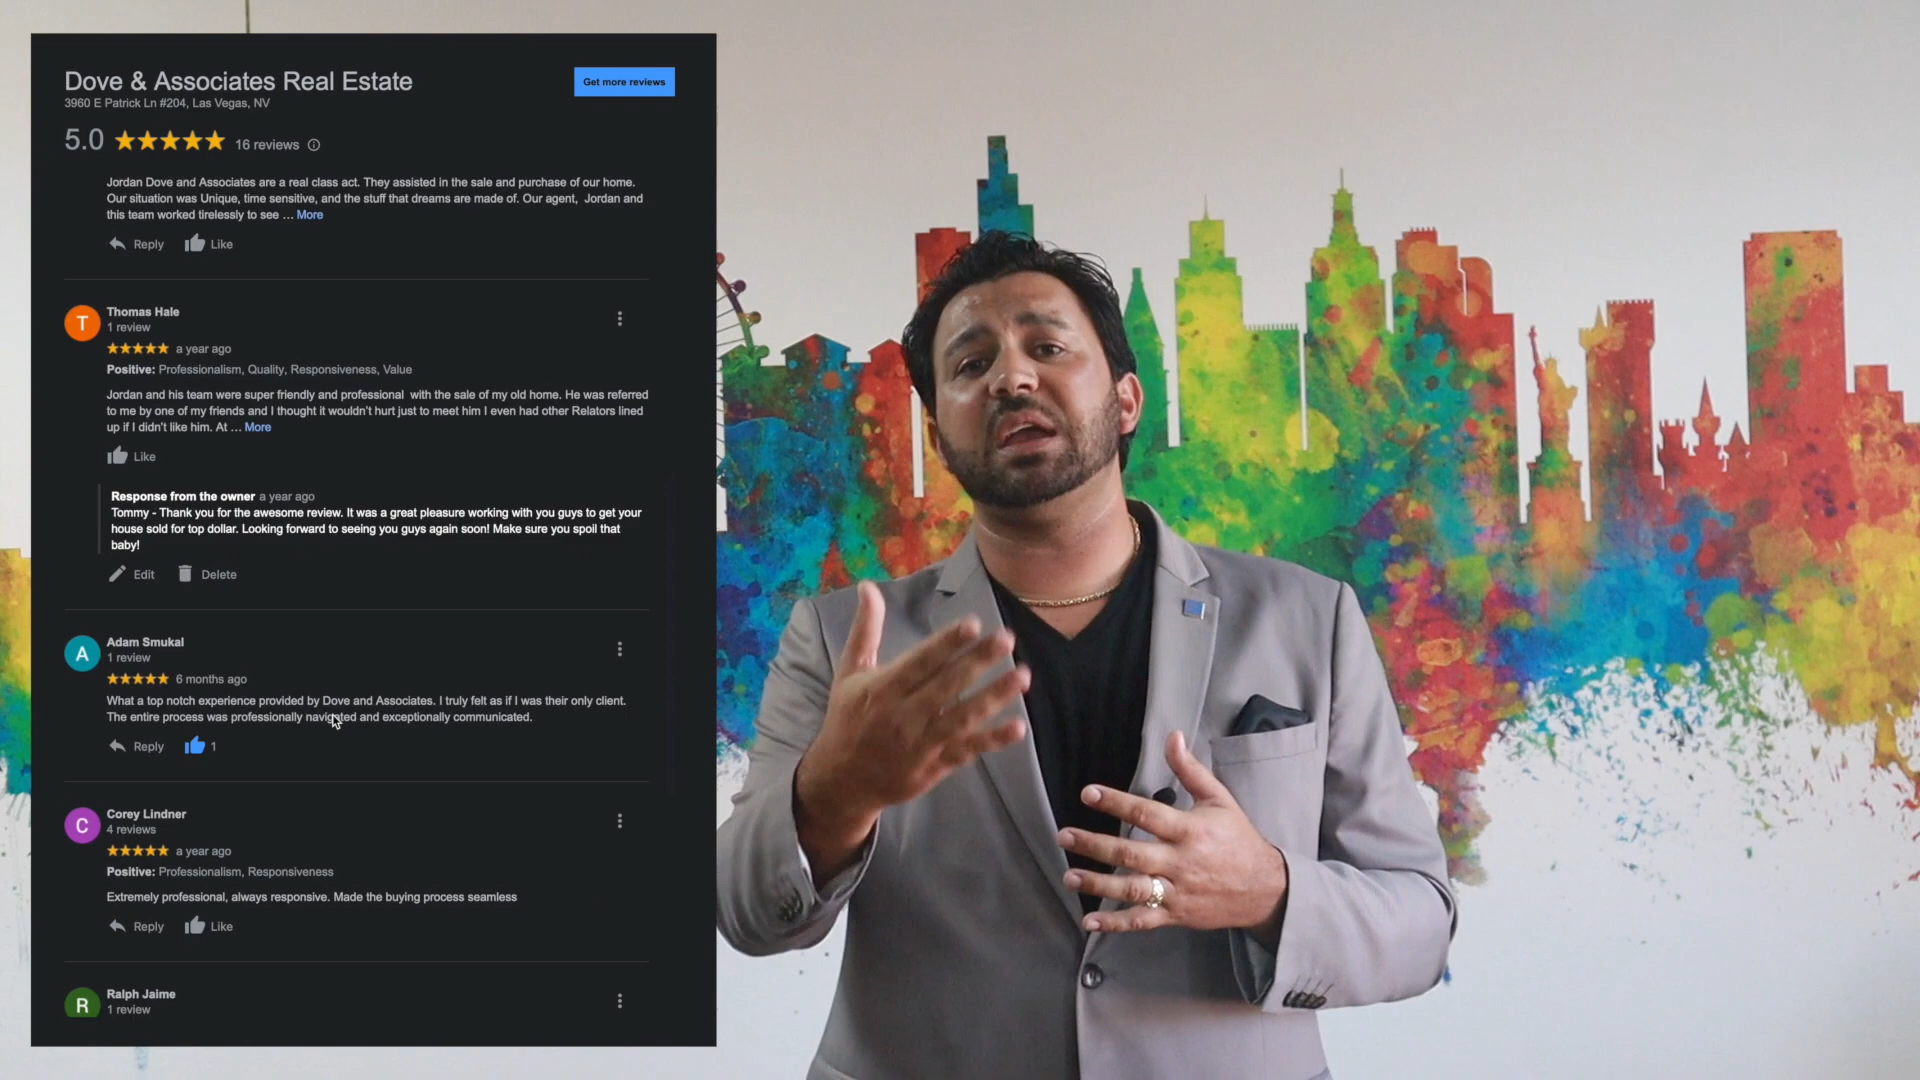 Dove & Associates Real Estate
Get more reviews
3960 E Patrick Ln #204, Las Vegas, NV
5.0
16 reviews
Jordan Dove and Associates are a real class act. They assisted in the sale and purchase of our home.
Our situation was Unique, time sensitive, and the stuff that dreams are made of. Our agent,  Jordan and
this team worked tirelessly to see ... More
Reply
Like
T
Thomas Hale
1 review
a year ago
Positive: Professionalism, Quality, Responsiveness, Value
Jordan and his team were super friendly and professional  with the sale of my old home. He was referred
to me by one of my friends and I thought it wouldn't hurt just to meet him I even had other Relators lined
up if I didn't like him. At ... More
Like
Response from the owner a year ago
Tommy - Thank you for the awesome review. It was a great pleasure working with you guys to get your
house sold for top dollar. Looking forward to seeing you guys again soon! Make sure you spoil that
baby!
Edit
Delete
A
Adam Smukal
1 review
6 months ago
What a top notch experience provided by Dove and Associates. I truly felt as if I was their only client.
The entire process was professionally navigated and exceptionally communicated.
Reply
1
C
Corey Lindner
4 reviews
a year ago
Positive: Professionalism, Responsiveness
Extremely professional, always responsive. Made the buying process seamless
Reply
Like
R
Ralph Jaime
1 review